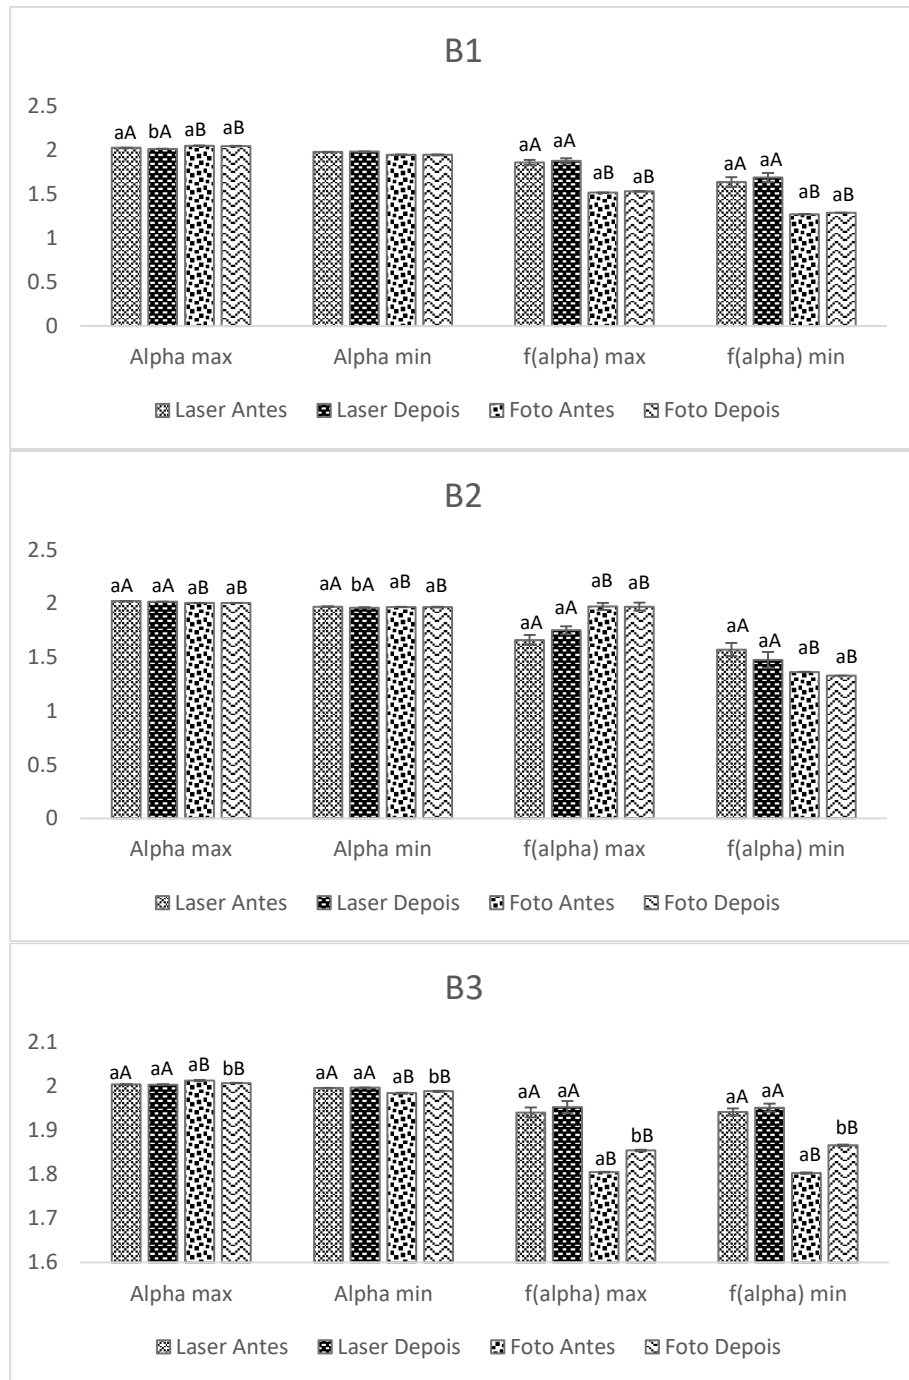 B1
2.5
2
1.5
1
0.5
0
aA bA aB aB
aA aA aB aB
aA aA aB aB
Alpha max Alpha min f(alpha) max f(alpha) min
Laser Antes Laser Depois Foto Antes Foto Depois
B2
2.5
2
1.5
1
0.5
0
aA aA aB aB
aA bA aB aB
aA aA aB aB
aA aA aB aB
Alpha max Alpha min f(alpha) max f(alpha) min
Laser Antes Laser Depois Foto Antes Foto Depois
B3
2.1
2
1.9
1.8
1.7
1.6
aA aA aB bB
aA aA aB bB
aA aA aB bB
aA aA aB bB
Alpha max Alpha min f(alpha) max f(alpha) min
Laser Antes Laser Depois Foto Antes Foto Depois